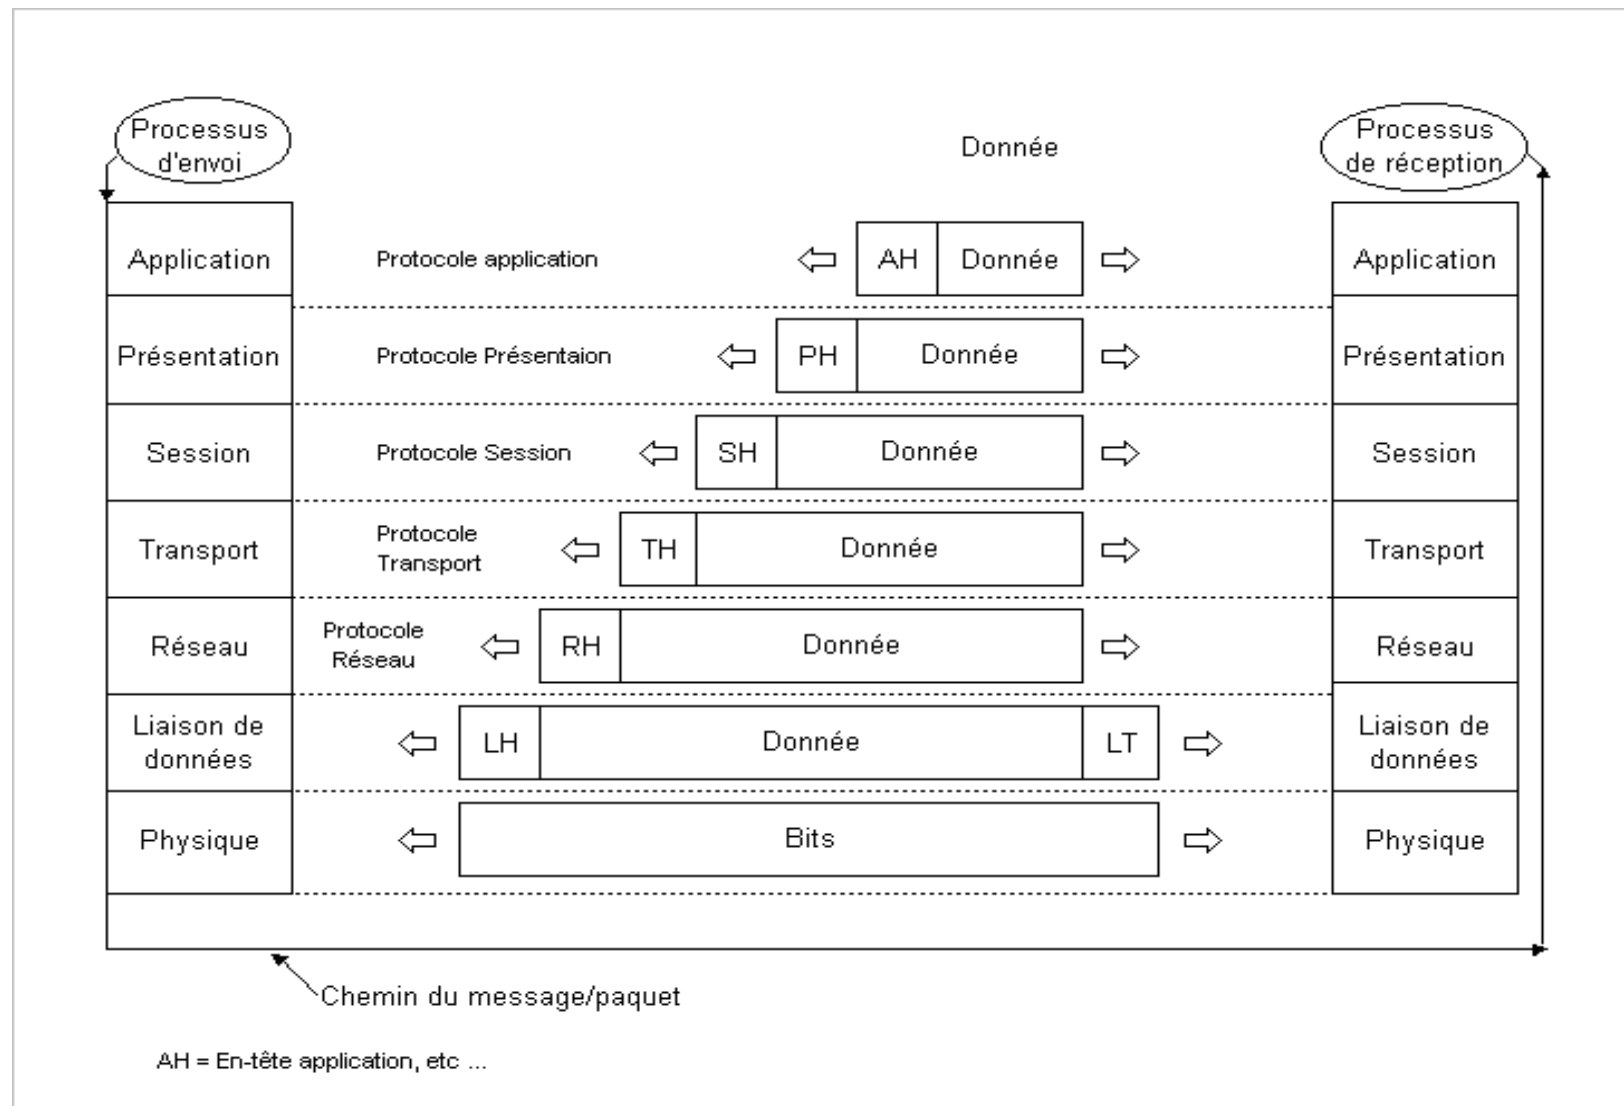 Processus
d'envoi
Donnée
Processus
de réception
Application
Protocole application
AH
Donnée
Application
Présentation
Protocole Présentaion
PH
Donnée
Présentation
Session
Protocole Session
SH
Donnée
Session
Transport
Protocole
Transport
TH
Donnée
Transport
Réseau
Protocole
Réseau
RH
Donnée
Réseau
Liaison de
données
LH
Donnée
LT
Liaison de
données
Physique
Bits
Physique
Chemin du message/paquet
AH = En-tête application, etc ...